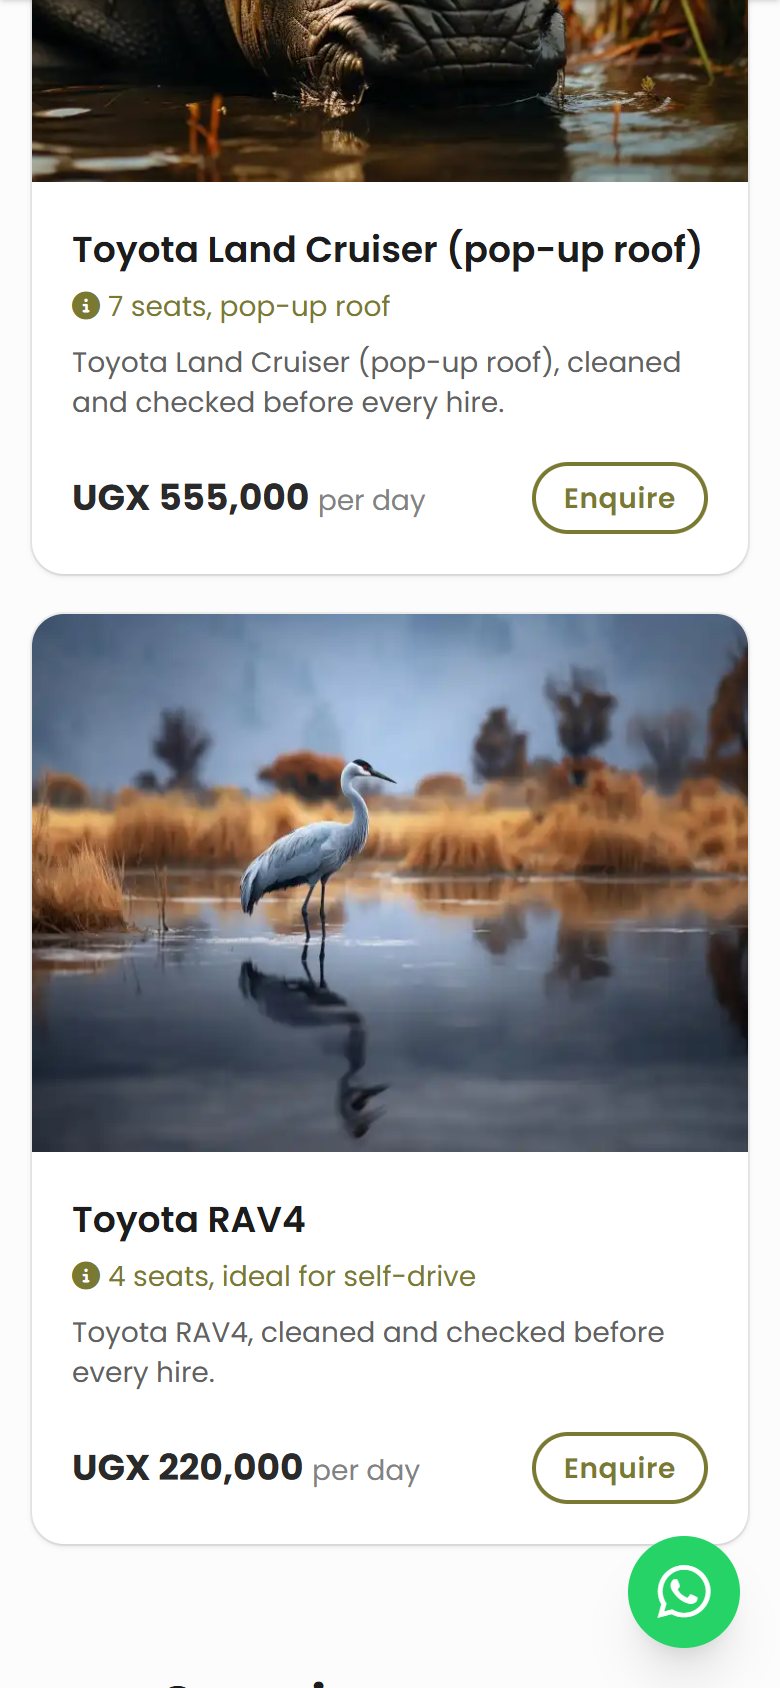 Toyota Land Cruiser (pop-up roof)
7 seats, pop-up roof
Toyota Land Cruiser (pop-up roof), cleaned
and checked before every hire.
UGX 555,000 per day
Enquire
Toyota RAV4
4 seats, ideal for self-drive
Toyota RAV4, cleaned and checked before
every hire.
UGX 220,000 per day
Enquire